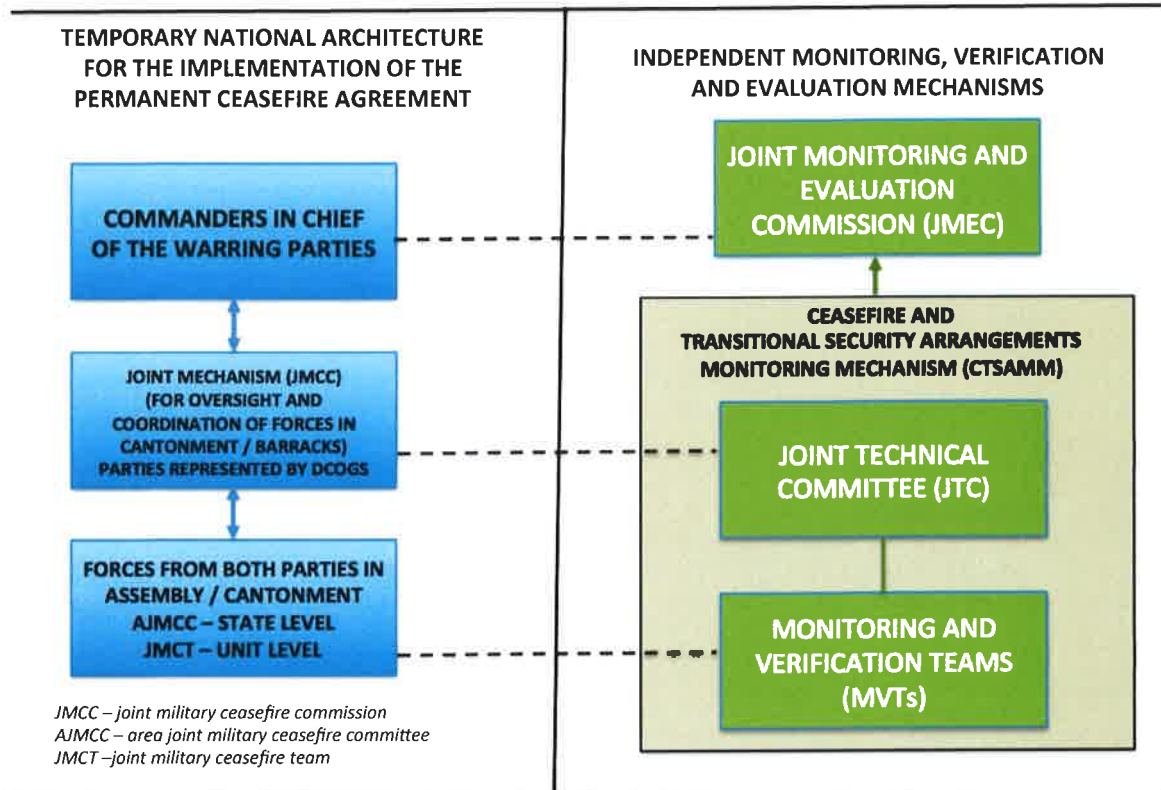 TEMPORARY NATIONAL ARCHITECTURE
FOR THE IMPLEMENTATION OF THE
PERMANENT CEASEFIRE AGREEMENT
COMMANDERS IN CHIEF
OF THE WARRING PARTIES
JOINT MECHANISM (JMCC)
(FOR OVERSIGHT AND
COORDINATION OF FORCES IN
CANTONMENT / BARRACKS)
PARTIES REPRESENTED BY DCOGS
FORCES FROM BOTH PARTIES IN
ASSEMBLY / CANTONMENT
AJMCC – STATE LEVEL
JMCT – UNIT LEVEL
JMCC – joint military ceasefire commission
AJMCC – area joint military ceasefire committee
JMCT –joint military ceasefire team
INDEPENDENT MONITORING, VERIFICATION
AND EVALUATION MECHANISMS
JOINT MONITORING AND
EVALUATION
COMMISSION (JMEC)
CEASEFIRE AND
TRANSITIONAL SECURITY ARRANGEMENTS
MONITORING MECHANISM (CTSAMM)
JOINT TECHNICAL
COMMITTEE (JTC)
MONITORING AND
VERIFICATION TEAMS
(MVTs)